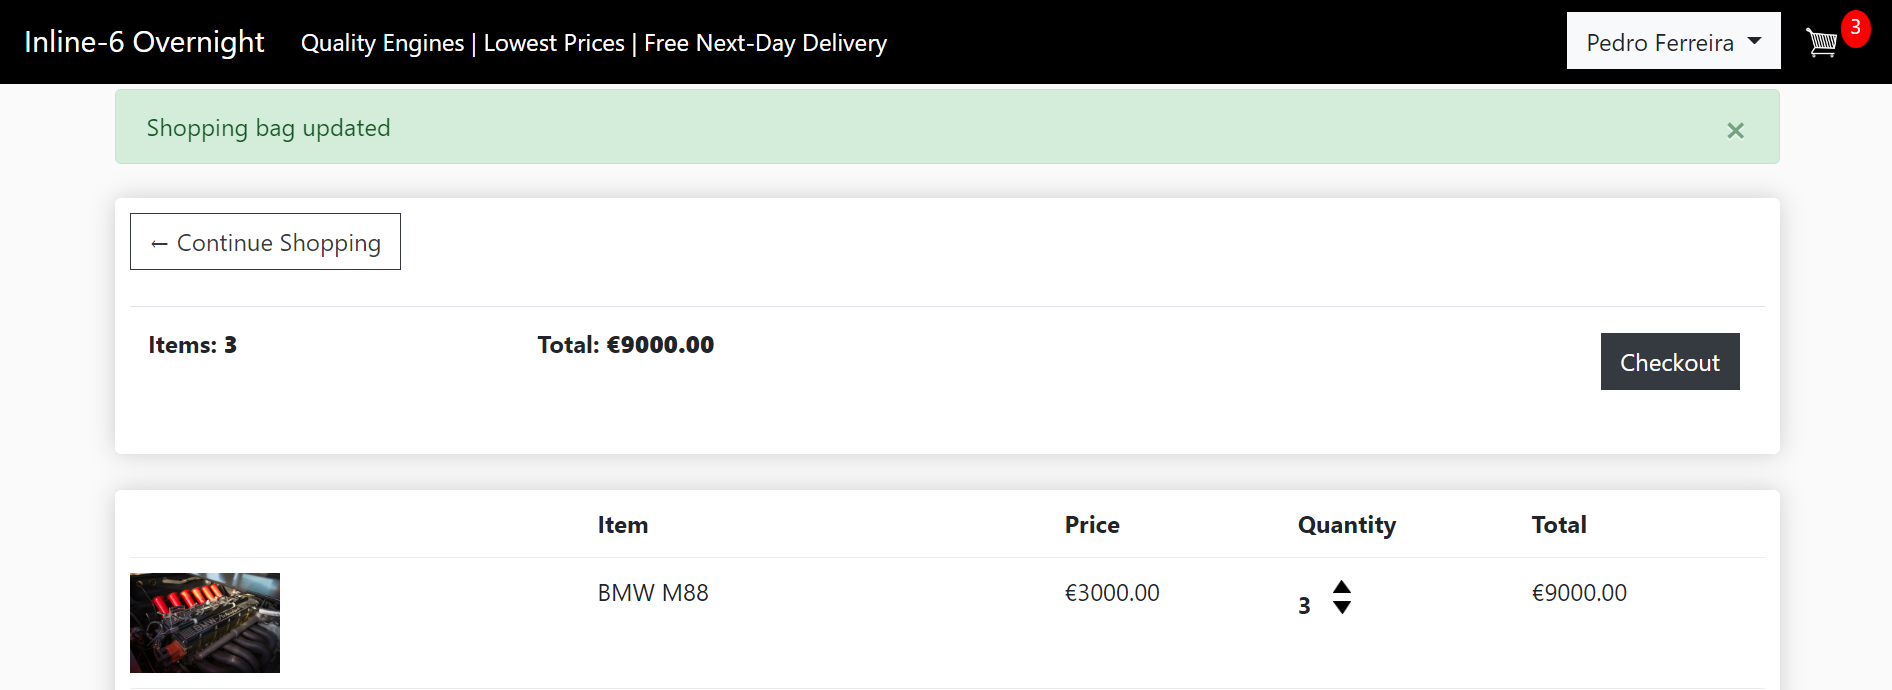 Inline-6 Overnight Quality Engines | Lowest Prices | Free Next-Day Delivery Pedro Ferreira 3
Shopping bag updated ×
← Continue Shopping
Items: 3 Total: €9000.00 Checkout
Item Price Quantity Total
BMW M88 €3000.00 3 €9000.00